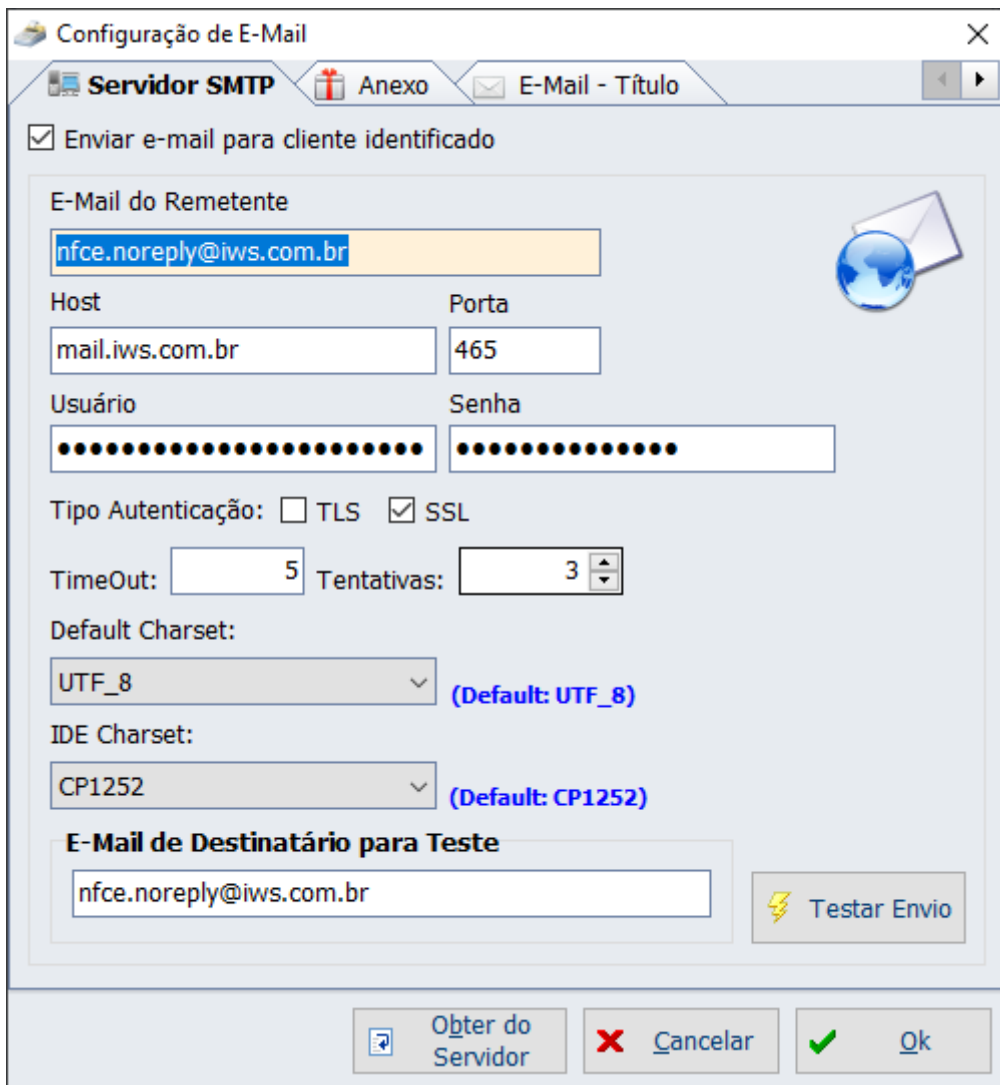 Configuração de E-Mail
Servidor SMTP Anexo E-Mail - Título
Enviar e-mail para cliente identificado
E-Mail do Remetente
nfce.noreply@iws.com.br
Host Porta
mail.iws.com.br 465
Usuário Senha
●●●●●●●●●●●●●●●●●●●●●●● ●●●●●●●●●●●●●●
Tipo Autenticação: TLS SSL
TimeOut: 5 Tentativas: 3
Default Charset:
UTF_8 (Default: UTF_8)
IDE Charset:
CP1252 (Default: CP1252)
E-Mail de Destinatário para Teste
nfce.noreply@iws.com.br
Testar Envio
Obter do
Servidor
Cancelar
Ok